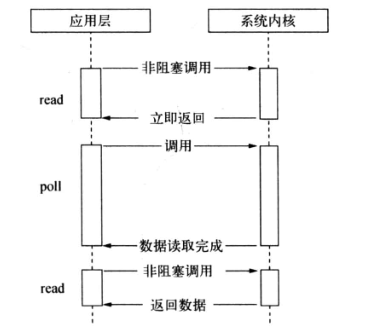 应用层
系统内核
非阻塞调用
read
立即返回
调用
poll
数据读取完成
非阻塞调用
read
返回数据